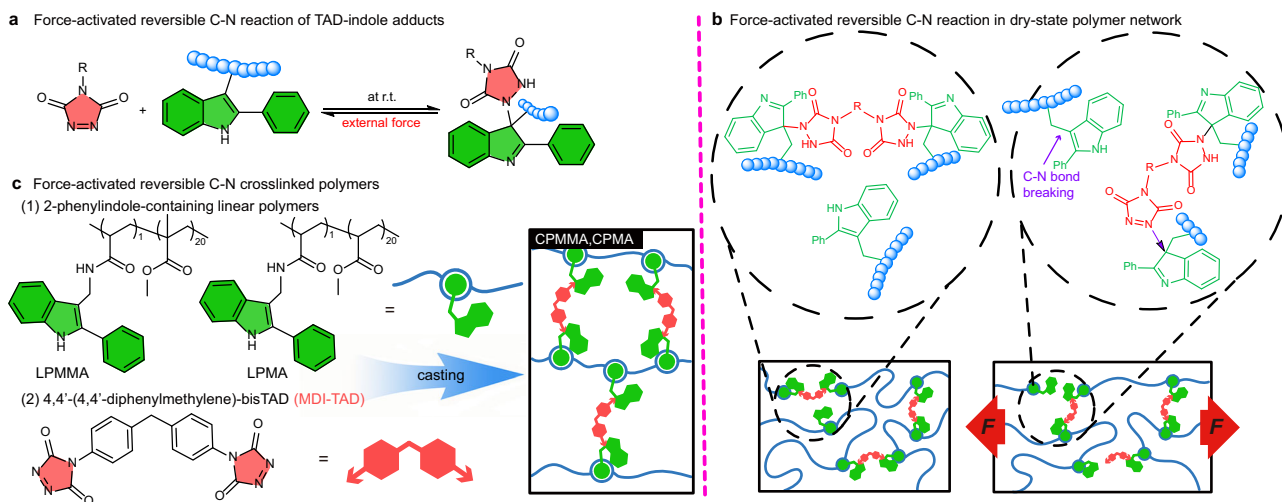 a Force-activated reversible C-N reaction of TAD-indole adducts
R
N
O
O
N=N
+
N
H
at r.t.
external force
R
O
N
O
NH
N
N
c Force-activated reversible C-N crosslinked polymers
(1) 2-phenylindole-containing linear polymers
1
20
NH
O
O
O
N
H
LPMMA
1
20
NH
O
O
O
N
H
LPMA
=
casting
CPMMA,CPMA
(2) 4,4'-(4,4'-diphenylmethylene)-bisTAD (MDI-TAD)
O
N
N
N
O
O
N
N
N
O
=
b Force-activated reversible C-N reaction in dry-state polymer network
Ph
N
O
N
R
N
O
N
Ph
N
HN
O
O
NH
N
HN
Ph
Ph
NH
C-N bond
breaking
N
Ph
O
N
NH
R
N
O
O
N
O
N=N
Ph
N
F
F